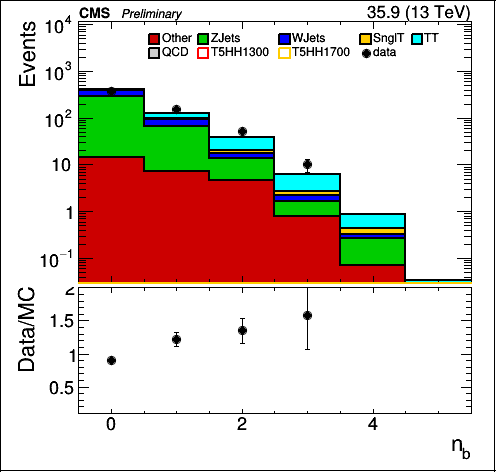 CMS Preliminary 35.9 (13 TeV)
Events
Other ZJets WJets SnglT TT
QCD T5HH1300 T5HH1700 data
10^4
10^3
10^2
10
1
10^-1
Data/MC
2
1.5
1
0.5
0 2 4
n_b